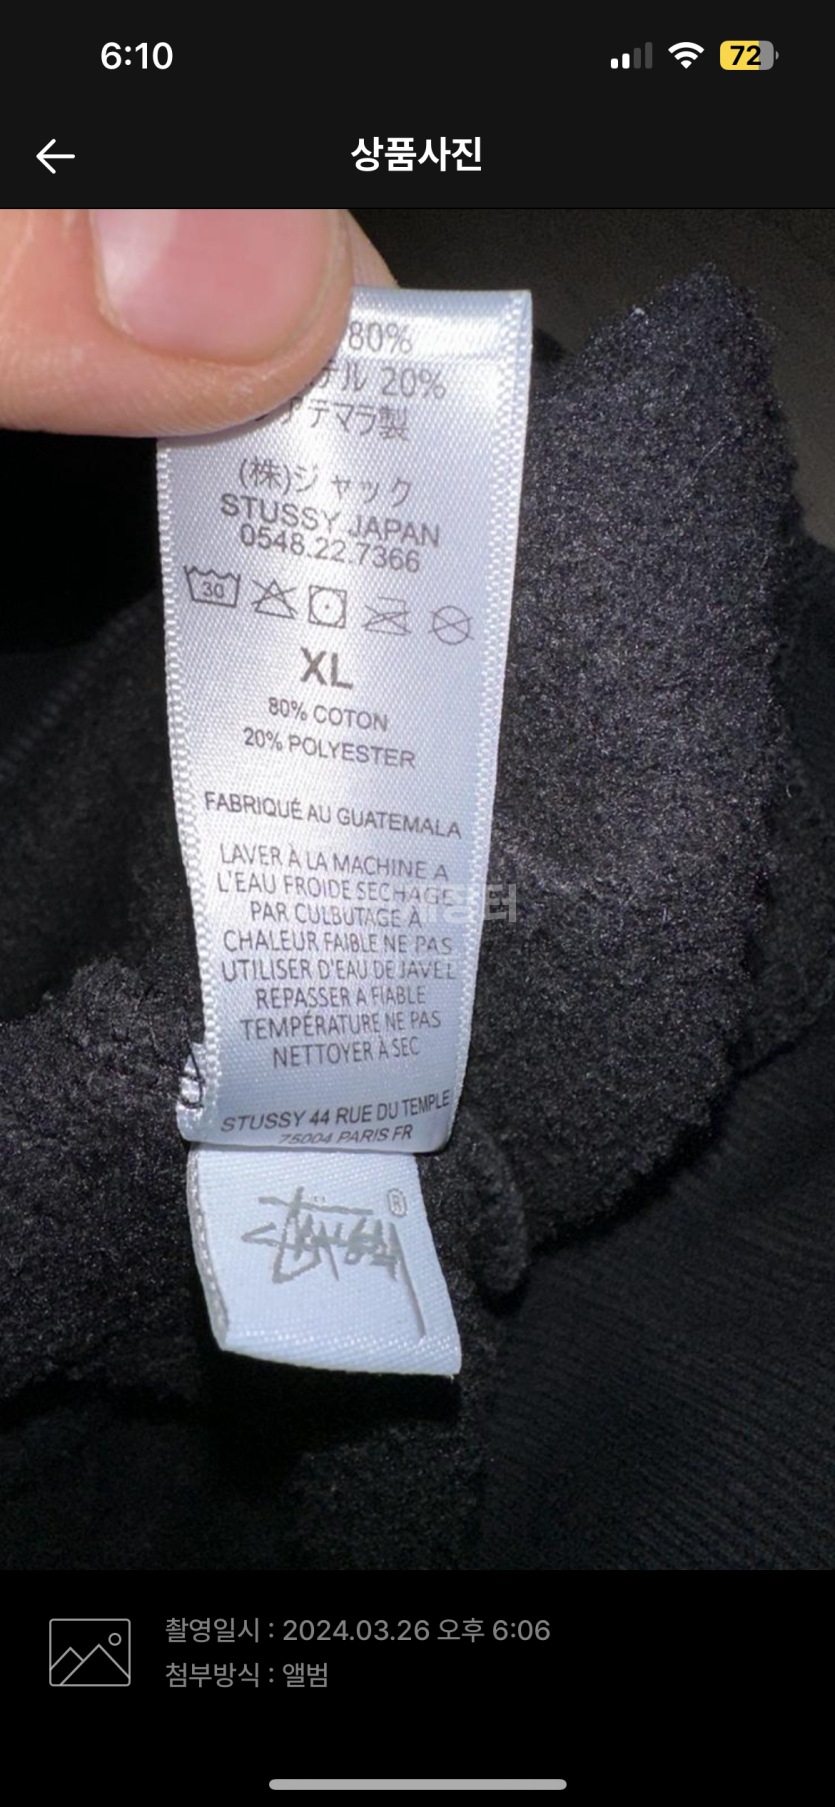 6:10
72
상품사진
80%
テル 20%
アテマラ製
(株)ジャック
STUSSY JAPAN
0548.22.7366
30
XL
80% COTON
20% POLYESTER
FABRIQUÉ AU GUATEMALA
LAVER À LA MACHINE A
L'EAU FROIDE SECHAGE
PAR CULBUTAGE À
CHALEUR FAIBLE NE PAS
UTILISER D'EAU DE JAVEL
REPASSER A FIABLE
TEMPÉRATURE NE PAS
NETTOYER À SEC
STUSSY 44 RUE DU TEMPLE
75004 PARIS FR
Stüssy ®
촬영일시 : 2024.03.26 오후 6:06
첨부방식 : 앨범